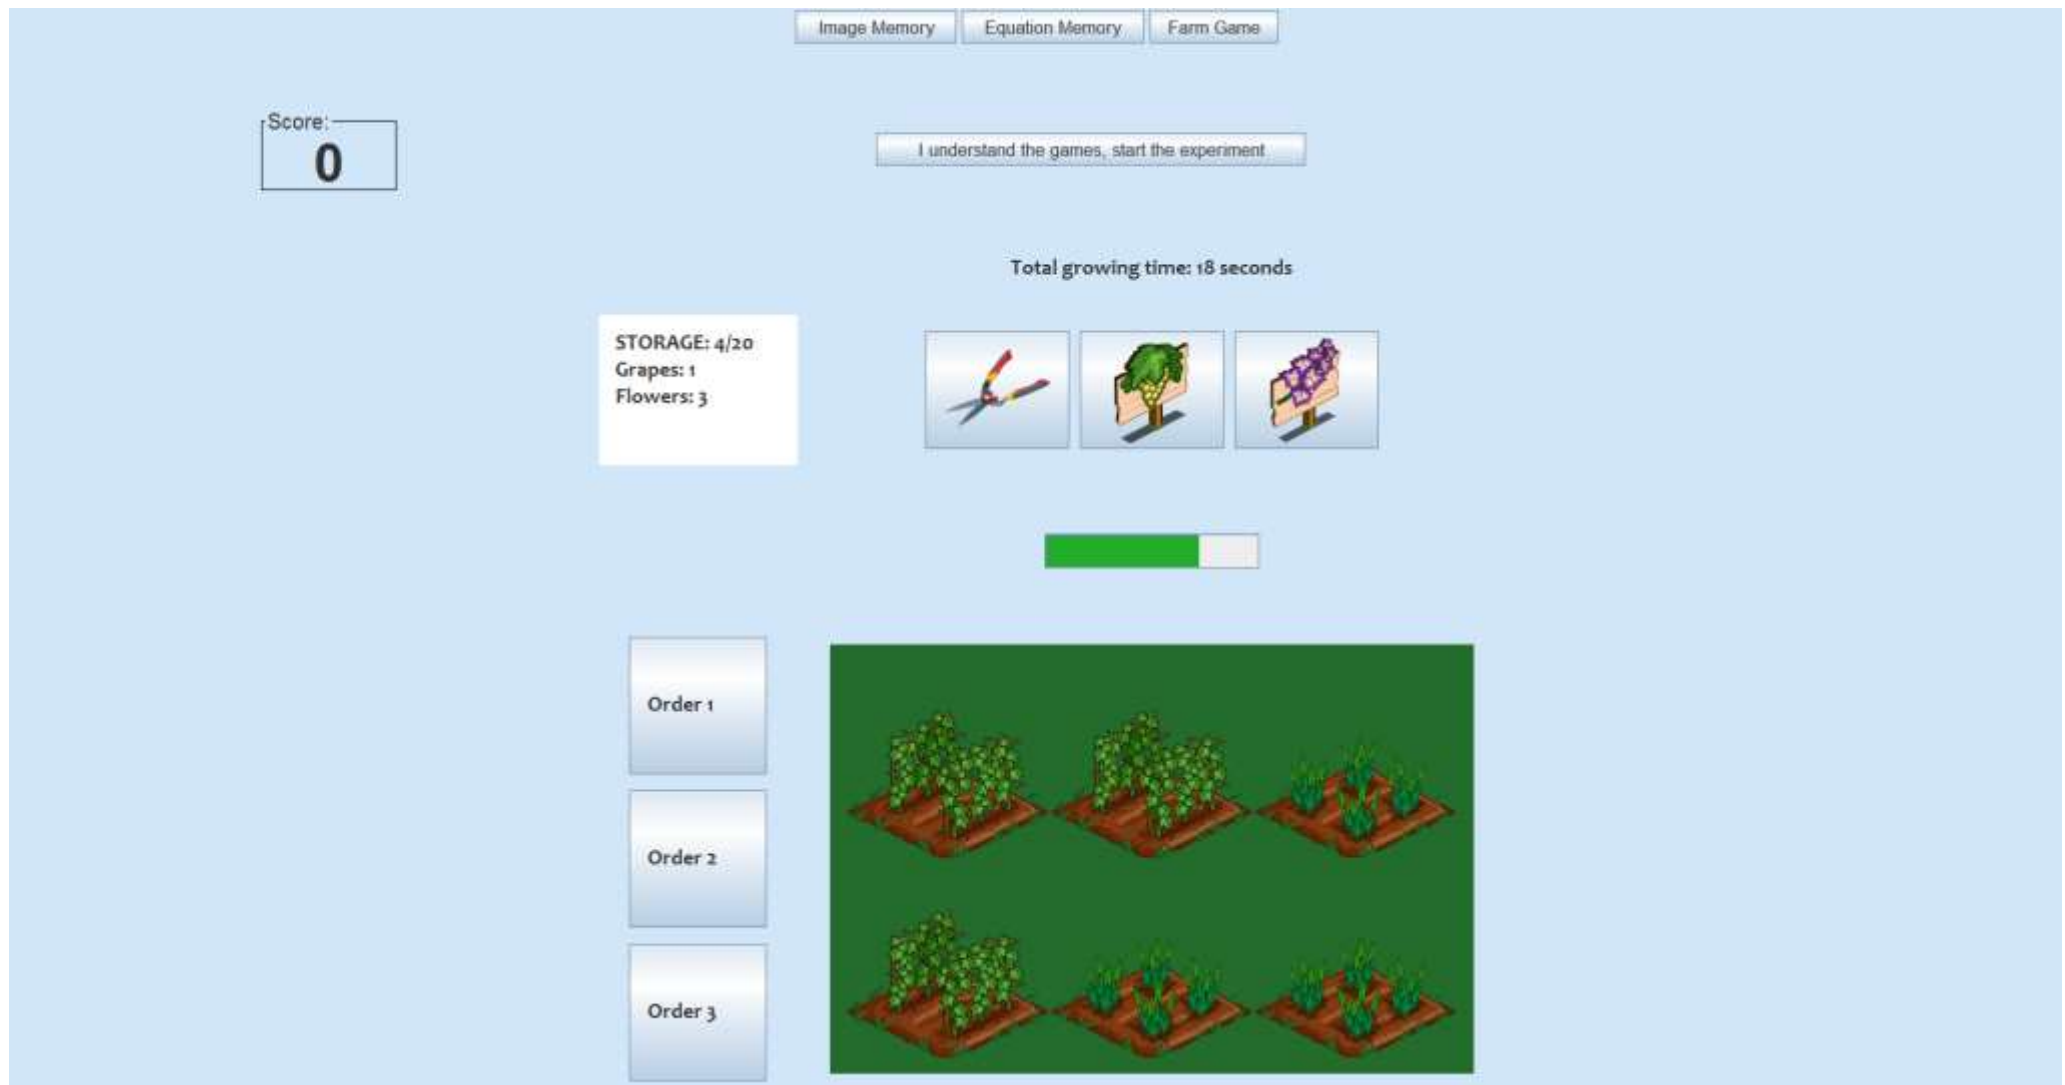 Image Memory
Equation Memory
Farm Game
Score:
0
I understand the games, start the experiment
Total growing time: 18 seconds
STORAGE: 4/20
Grapes: 1
Flowers: 3
Order 1
Order 2
Order 3